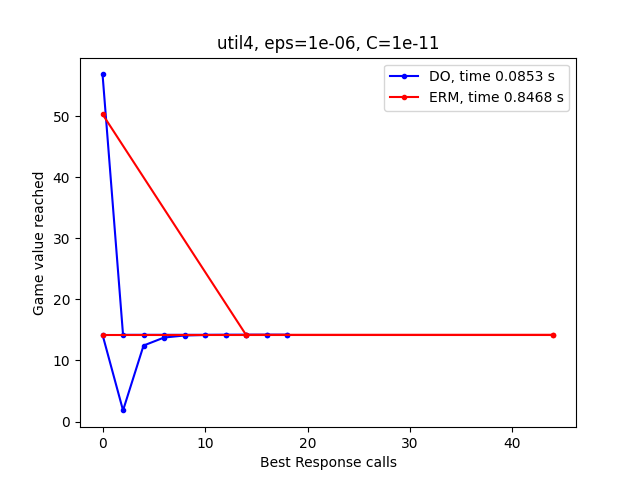 util4, eps=1e-06, C=1e-11
DO, time 0.0853 s
ERM, time 0.8468 s
Game value reached
50
40
30
20
10
0
0 10 20 30 40
Best Response calls